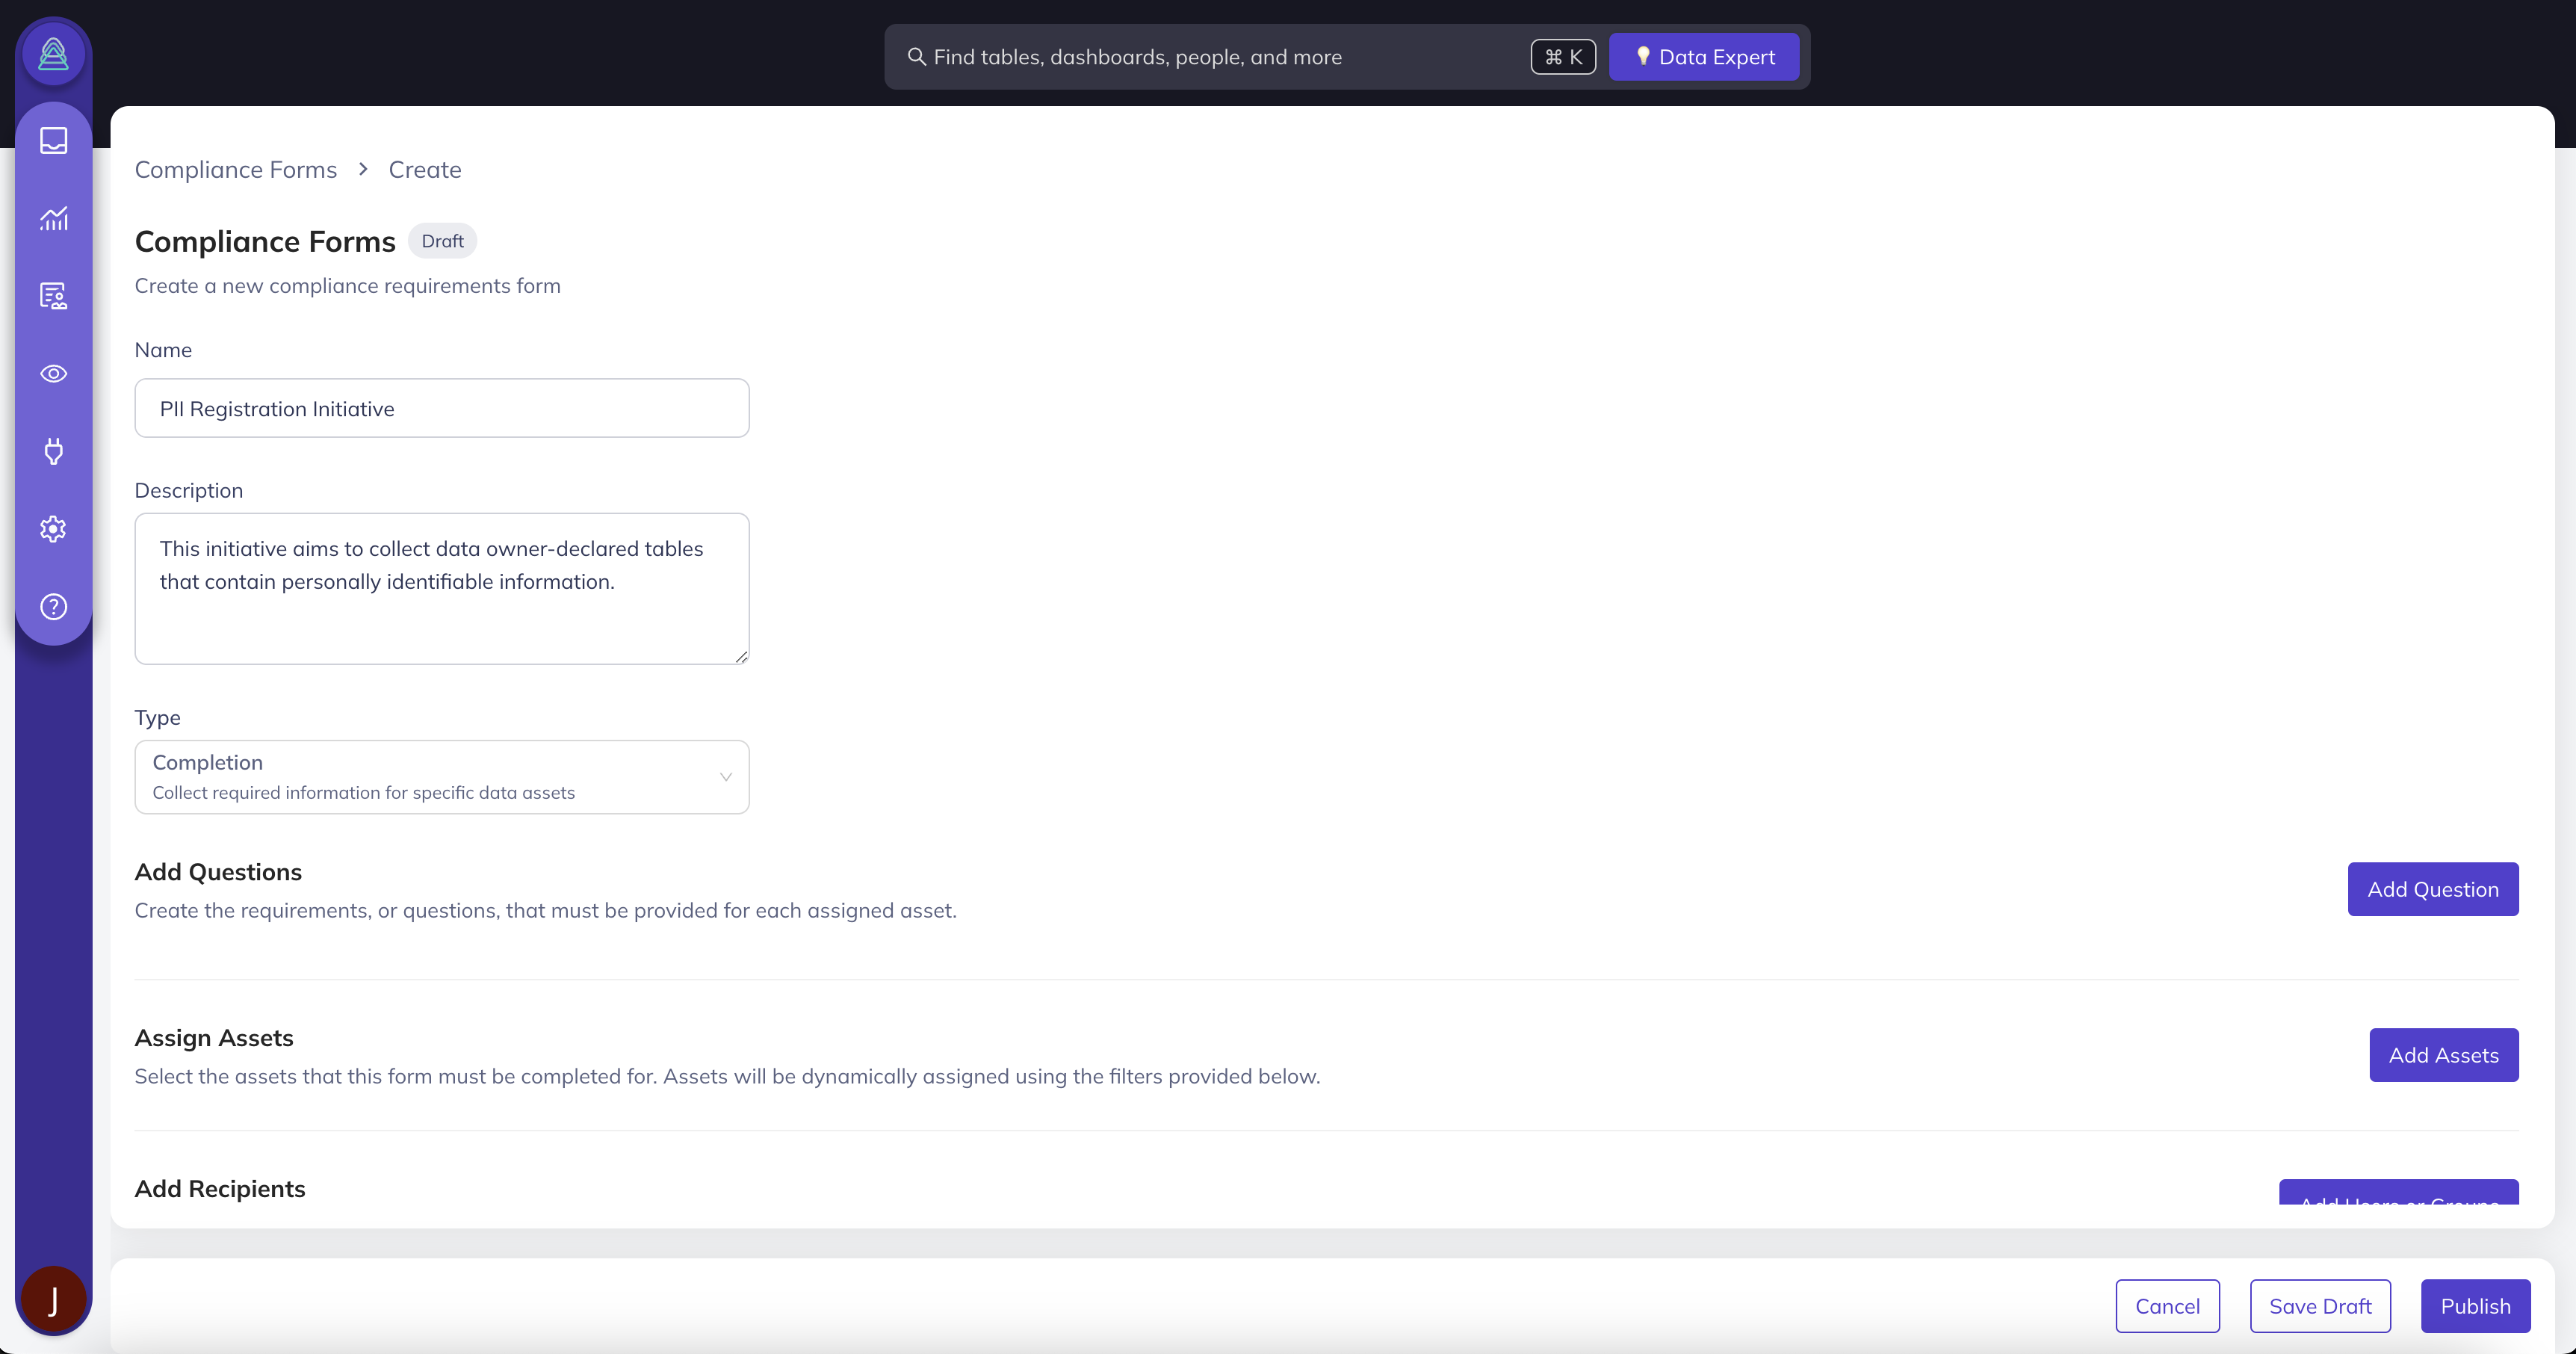 Find tables, dashboards, people, and more
⌘ K
Data Expert
Compliance Forms > Create
Compliance Forms
Draft
Create a new compliance requirements form
Name
PII Registration Initiative
Description
This initiative aims to collect data owner-declared tables
that contain personally identifiable information.
Type
Completion
Collect required information for specific data assets
Add Questions
Add Question
Create the requirements, or questions, that must be provided for each assigned asset.
Assign Assets
Add Assets
Select the assets that this form must be completed for. Assets will be dynamically assigned using the filters provided below.
Add Recipients
Add Users or Groups
J
Cancel
Save Draft
Publish